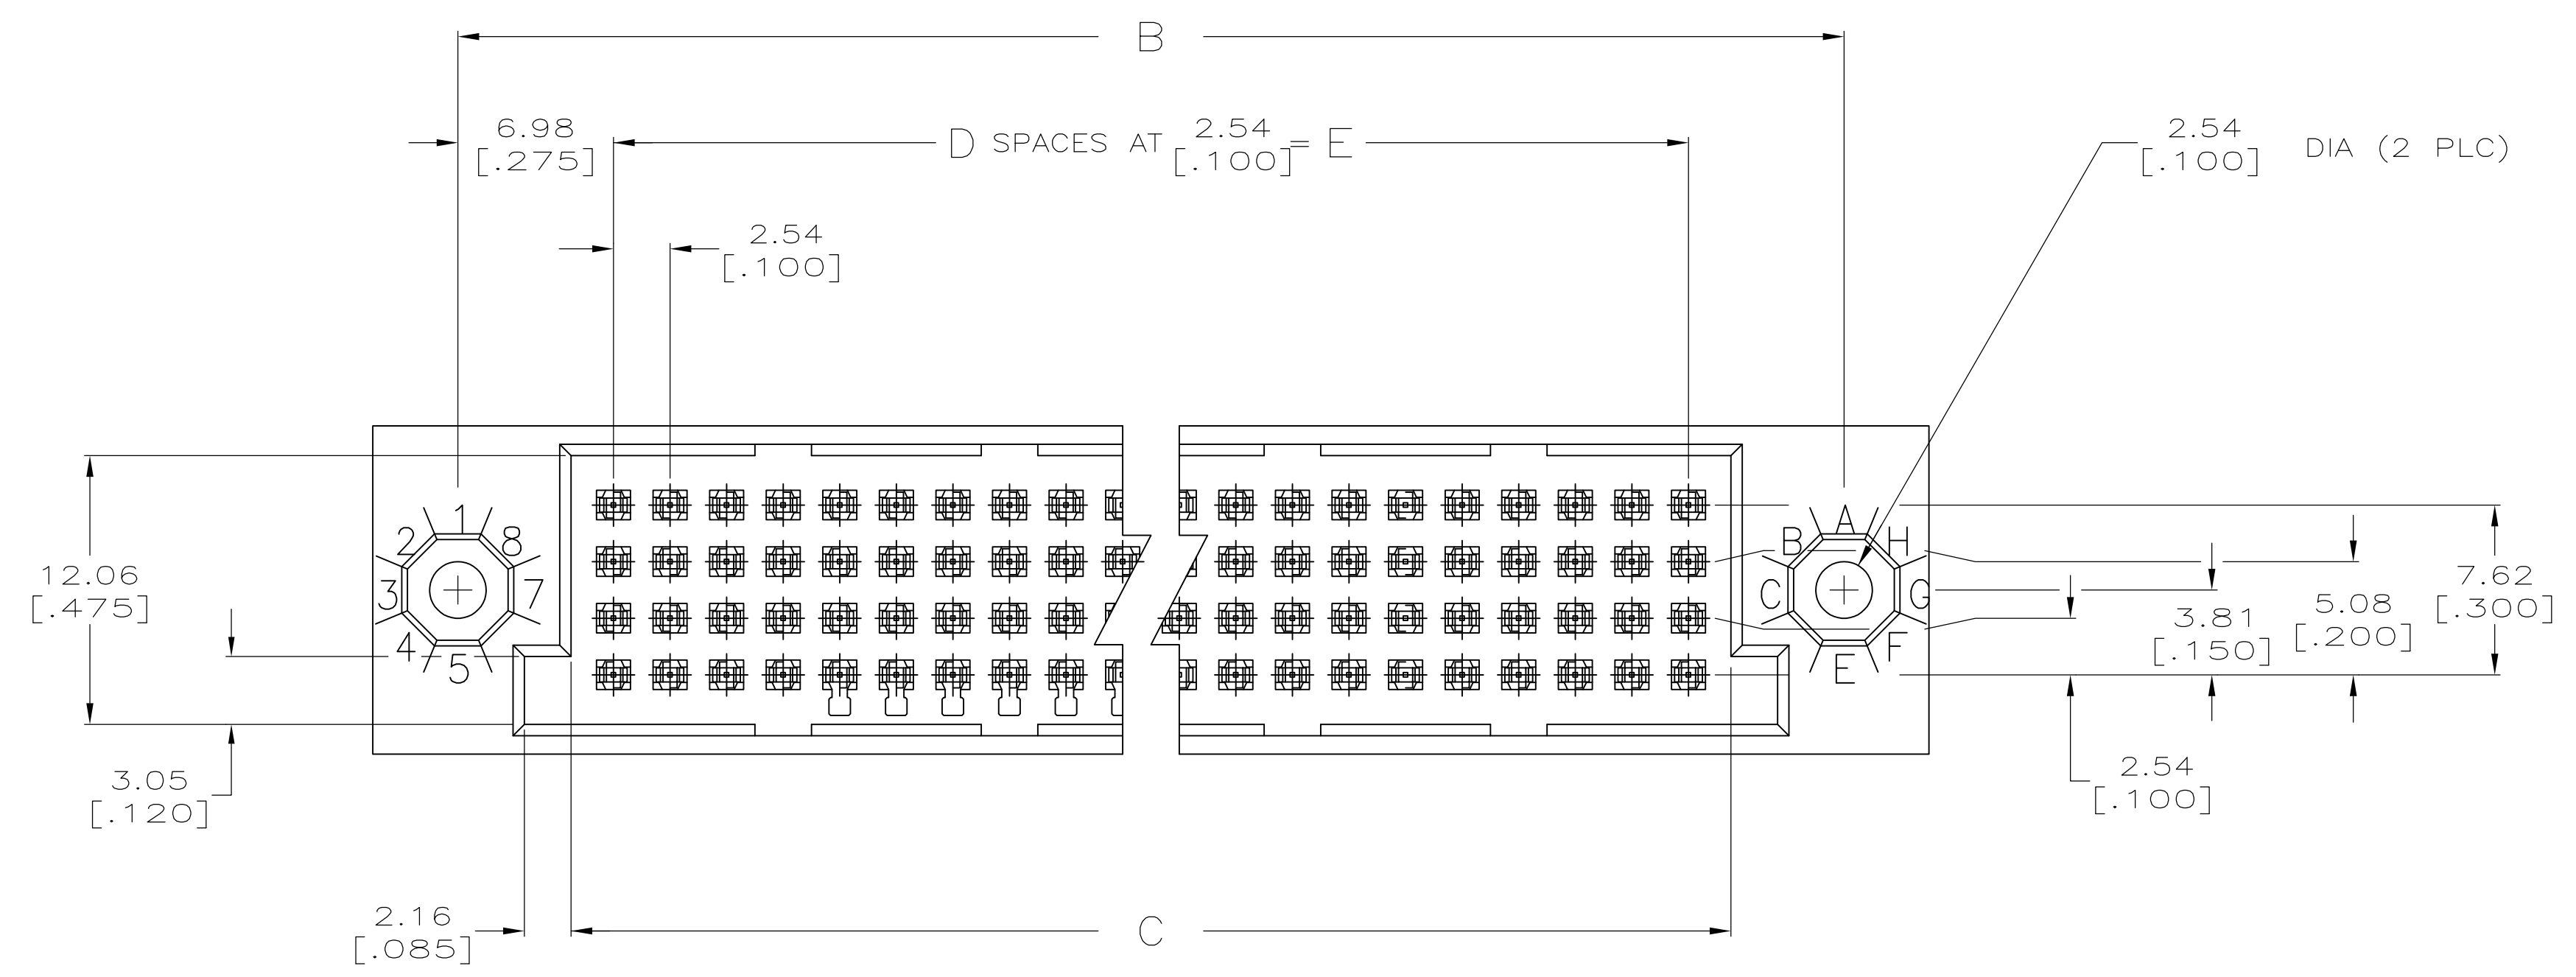 B
6.98
[.275]
D SPACES AT 2.54 = E
[.100]
2.54
[.100]
DIA (2 PLC)
2.54
[.100]
1
2
8
3
7
4
5
A
B
H
C
G
F
E
12.06
[.475]
7.62
[.300]
5.08
[.200]
3.81
[.150]
3.05
[.120]
2.54
[.100]
2.16
[.085]
C